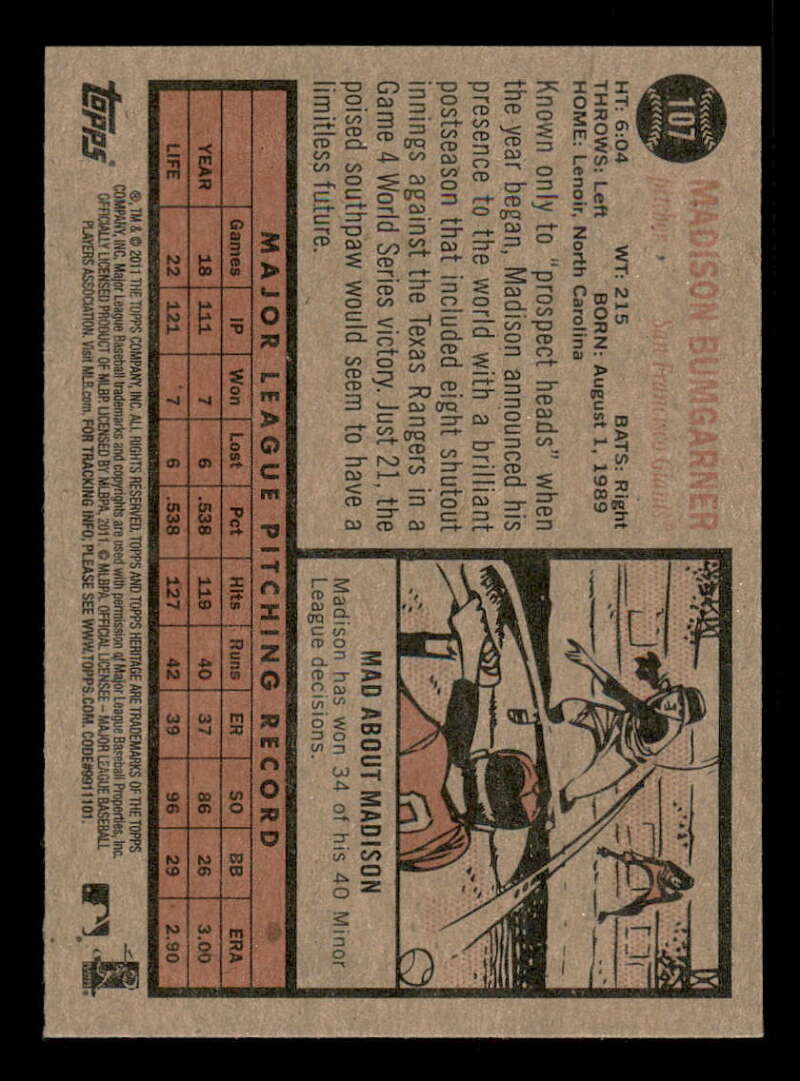 107
MADISON BUMGARNER
pitcher, San Francisco Giants
HT: 6:04 WT: 215 BATS: Right
THROWS: Left BORN: August 1, 1989
HOME: Lenoir, North Carolina
Known only to "prospect heads" when
the year began, Madison announced his
presence to the world with a brilliant
postseason that included eight shutout
innings against the Texas Rangers in a
Game 4 World Series victory. Just 21, the
poised southpaw would seem to have a
limitless future.
MAD ABOUT MADISON
Madison has won 34 of his 40 Minor
League decisions.
MAJOR LEAGUE PITCHING RECORD
Games IP Won Lost Pct Hits Runs ER SO BB ERA
YEAR 18 111 7 6 .538 119 40 37 86 26 3.00
LIFE 22 121 7 6 .538 127 42 39 96 29 2.90
topps®
®, TM & © 2011 THE TOPPS COMPANY, INC. ALL RIGHTS RESERVED. TOPPS AND TOPPS HERITAGE ARE TRADEMARKS OF THE TOPPS
COMPANY, INC. Major League Baseball trademarks and copyrights are used with permission of Major League Baseball Properties, Inc.
OFFICIALLY LICENSED PRODUCT OF MLBP. LICENSED BY MLBPA, 2011. © MLBPA. OFFICIAL LICENSEE – MAJOR LEAGUE BASEBALL
PLAYERS ASSOCIATION. Visit MLB.com. FOR TRACKING INFO, PLEASE SEE WWW.TOPPS.COM. CODE#9911101.